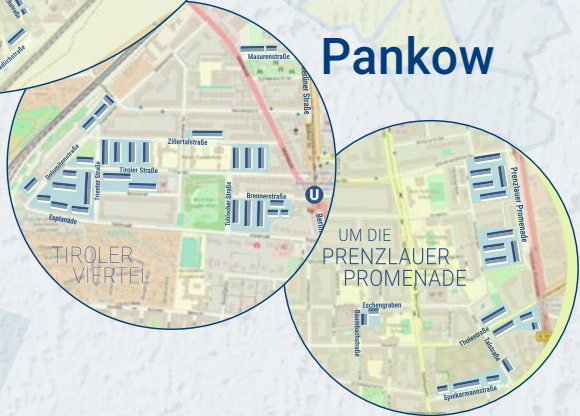 Pankow
Masurenstraße
Berliner Straße
Zillertalstraße
Dolomitenstraße
Trienter Straße
Tiroler Straße
Toblacher Straße
Brennerstraße
Esplanade
U
TIROLER
VIERTEL
UM DIE
PRENZLAUER
PROMENADE
Prenzlauer Promenade
Eschengraben
Baumbachstraße
Thulestraße
Talstraße
Spiekermannstraße